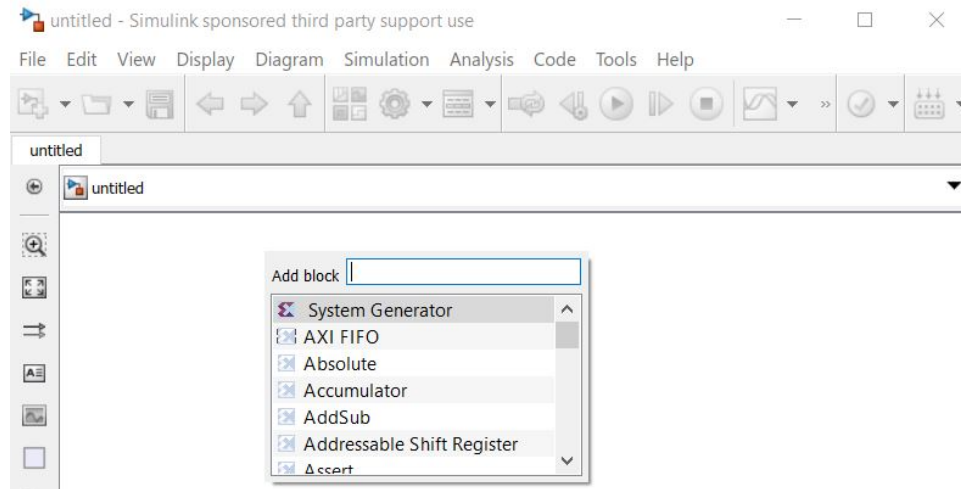 untitled - Simulink sponsored third party support use
File Edit View Display Diagram Simulation Analysis Code Tools Help
untitled
untitled
Add block
System Generator
AXI FIFO
Absolute
Accumulator
AddSub
Addressable Shift Register
Assert